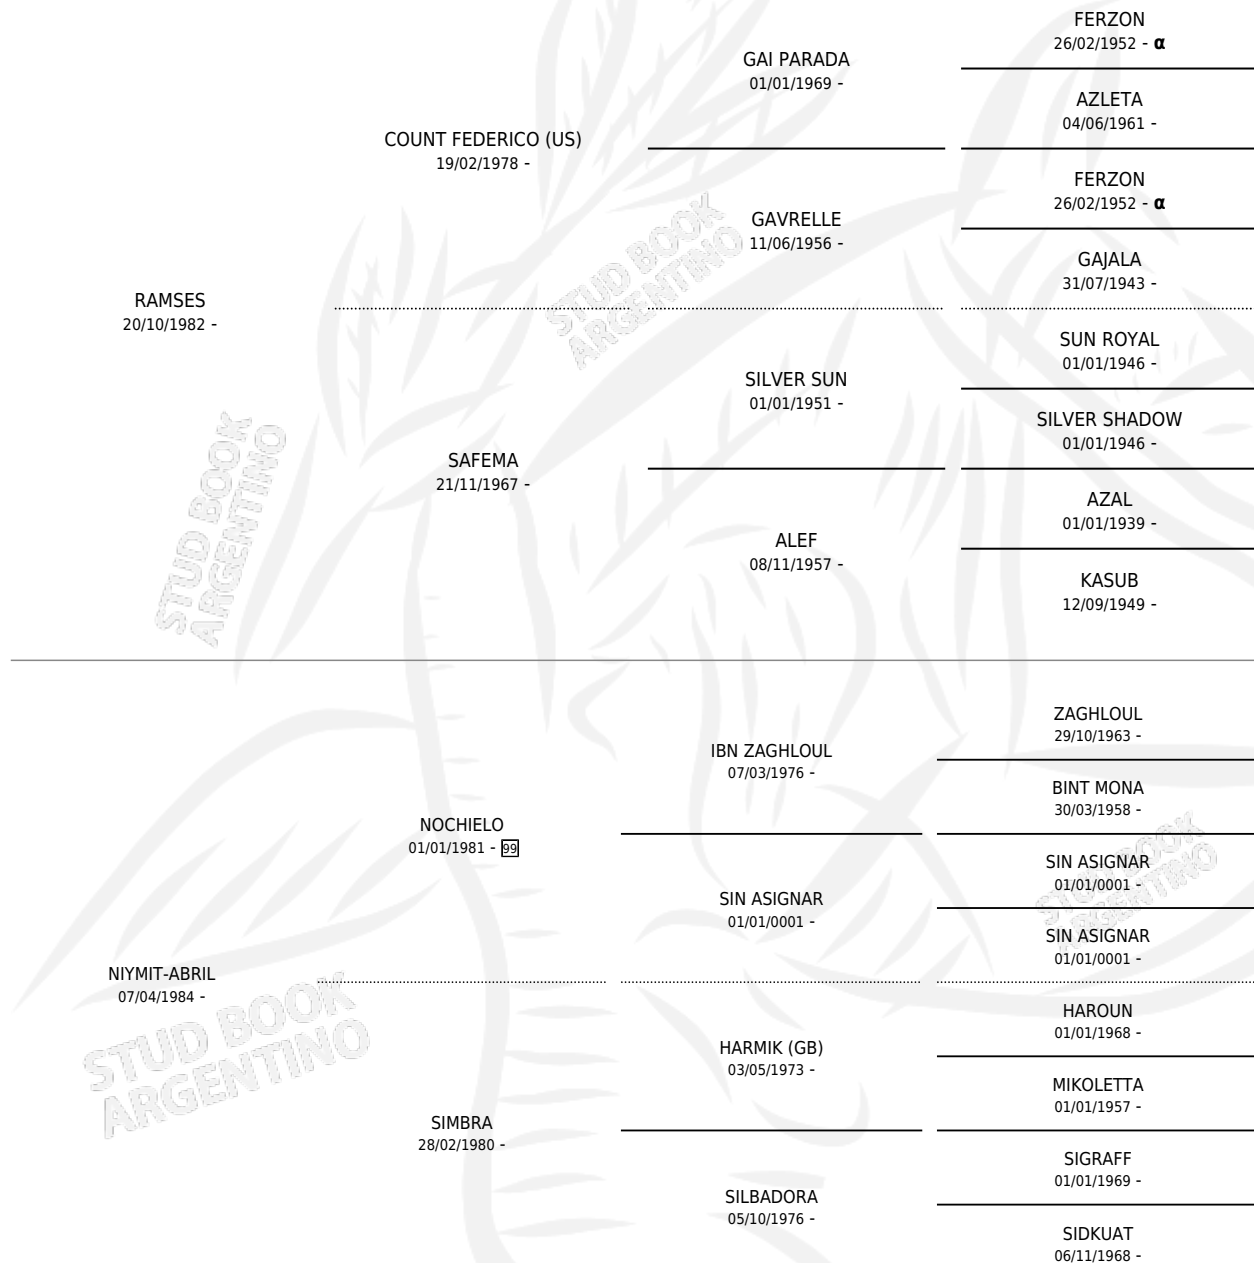 FERZON
26/02/1952 - α
GAI PARADA
01/01/1969 -
AZLETA
04/06/1961 -
COUNT FEDERICO (US)
19/02/1978 -
FERZON
26/02/1952 - α
GAVRELLE
11/06/1956 -
GAJALA
31/07/1943 -
RAMSES
20/10/1982 -
SUN ROYAL
01/01/1946 -
SILVER SUN
01/01/1951 -
SILVER SHADOW
01/01/1946 -
SAFEMA
21/11/1967 -
AZAL
01/01/1939 -
ALEF
08/11/1957 -
KASUB
12/09/1949 -
ZAGHLOUL
29/10/1963 -
IBN ZAGHLOUL
07/03/1976 -
BINT MONA
30/03/1958 -
NOCHIELO
01/01/1981 - 99
SIN ASIGNAR
01/01/0001 -
SIN ASIGNAR
01/01/0001 -
SIN ASIGNAR
01/01/0001 -
NIYMIT-ABRIL
07/04/1984 -
HAROUN
01/01/1968 -
HARMIK (GB)
03/05/1973 -
MIKOLETTA
01/01/1957 -
SIMBRA
28/02/1980 -
SIGRAFF
01/01/1969 -
SILBADORA
05/10/1976 -
SIDKUAT
06/11/1968 -
STUD BOOK
ARGENTINO
STUD BOOK
ARGENTINO
STUD BOOK
ARGENTINO
STUD BOOK
ARGENTINO